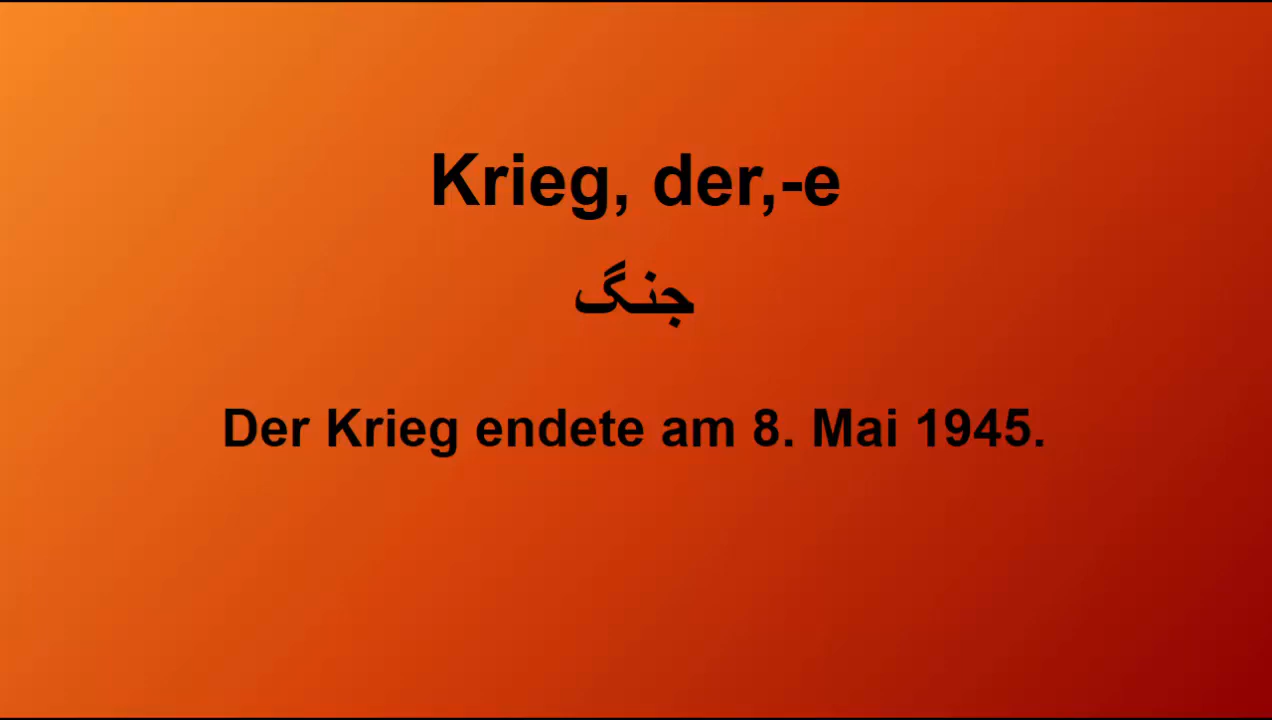 Krieg, der,-e
جنگ
Der Krieg endete am 8. Mai 1945.